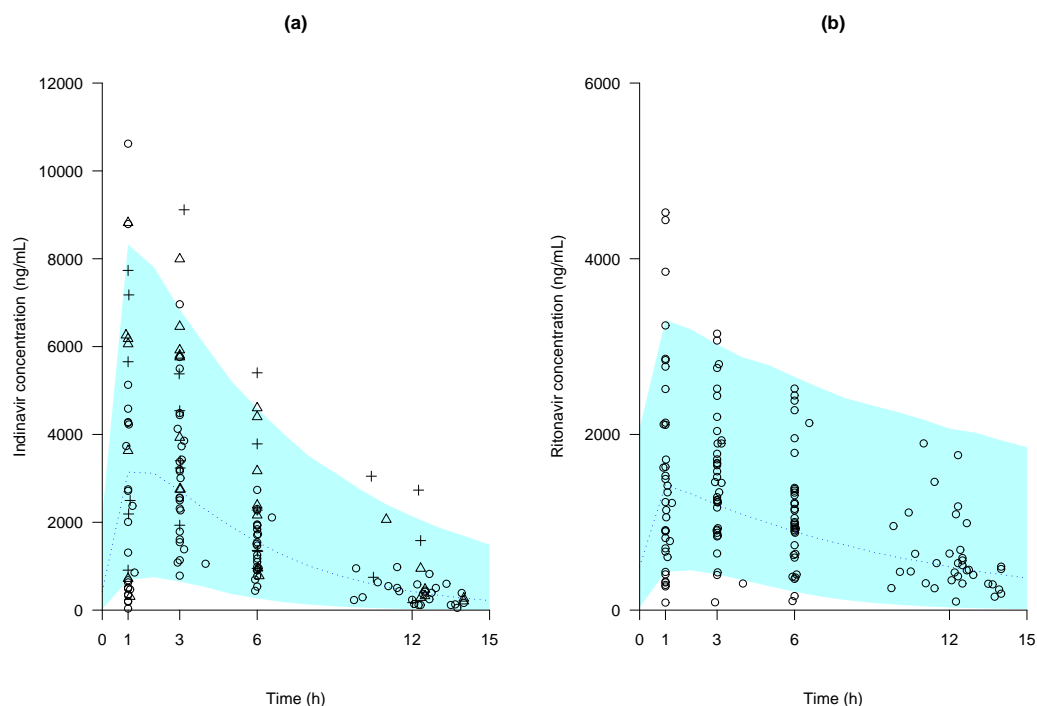 (a)
12000
10000
8000
6000
4000
2000
0
Indinavir concentration (ng/mL)
0 1 3 6 12 15
Time (h)
(b)
6000
4000
2000
0
Ritonavir concentration (ng/mL)
0 1 3 6 12 15
Time (h)